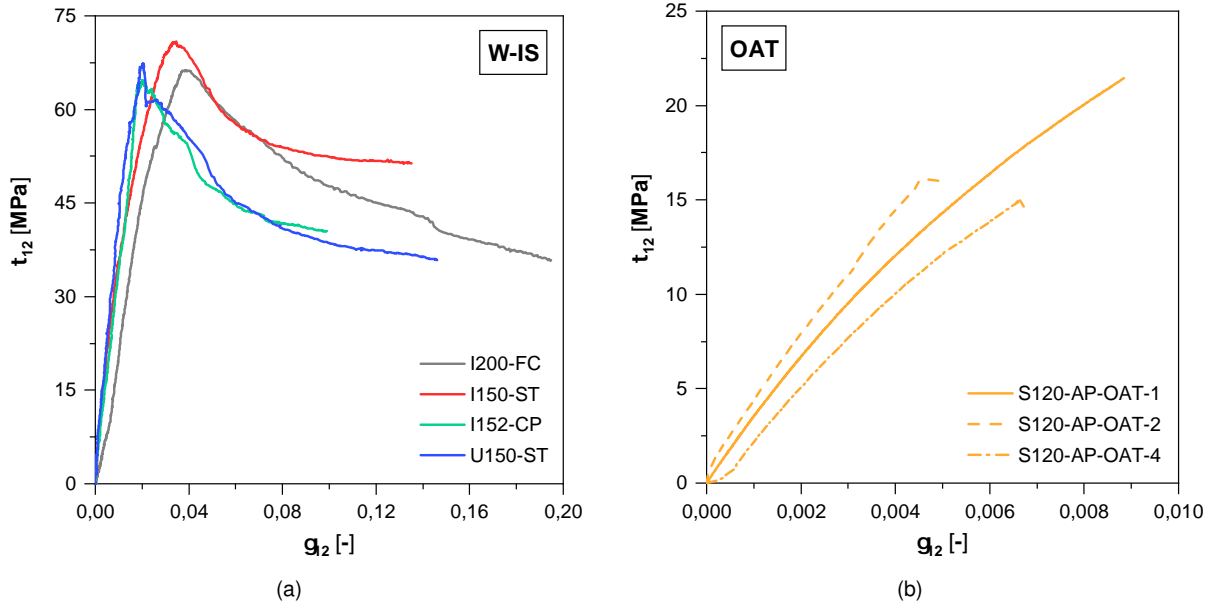 75
60
45
30
15
0
t12 [MPa]
W-IS
I200-FC
I150-ST
I152-CP
U150-ST
0,00 0,04 0,08 0,12 0,16 0,20
g12 [-]
(a)
25
20
15
10
5
0
t12 [MPa]
OAT
S120-AP-OAT-1
S120-AP-OAT-2
S120-AP-OAT-4
0,000 0,002 0,004 0,006 0,008 0,010
g12 [-]
(b)